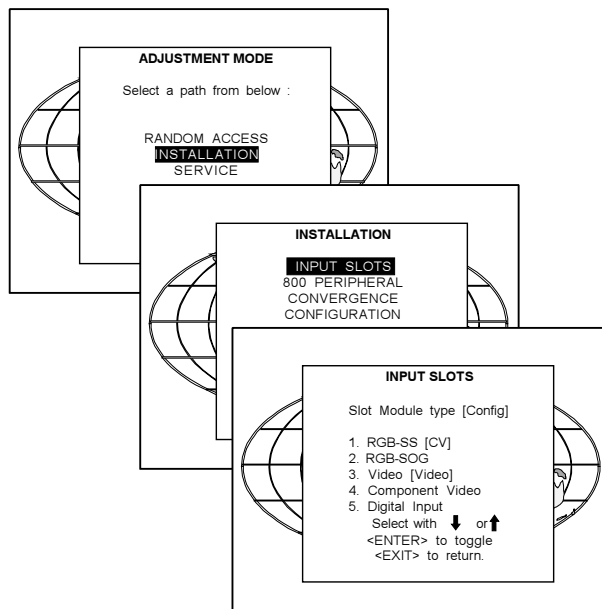 ADJUSTMENT MODE
Select a path from below :
RANDOM ACCESS
INSTALLATION
SERVICE
INSTALLATION
INPUT SLOTS
800 PERIPHERAL
CONVERGENCE
CONFIGURATION
INPUT SLOTS
Slot Module type [Config]
1. RGB-SS [CV]
2. RGB-SOG
3. Video [Video]
4. Component Video
5. Digital Input
Select with ⬇ or⬆
<ENTER> to toggle
<EXIT> to return.